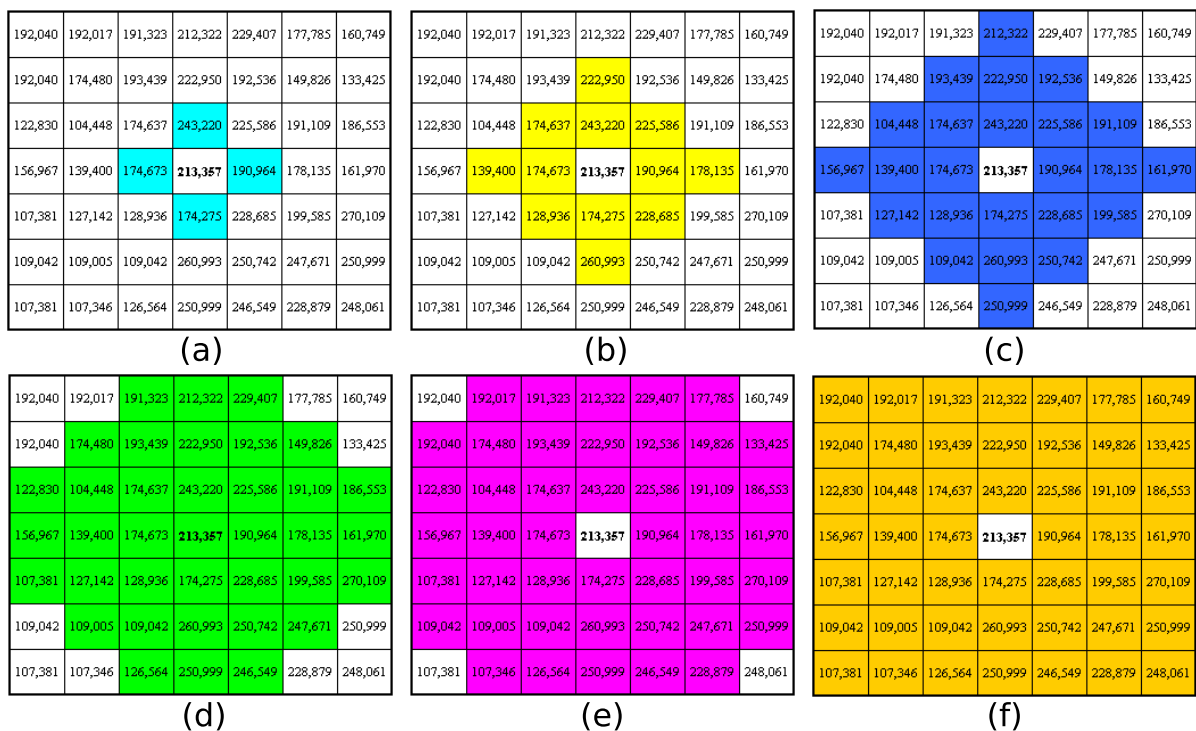 192,040 192,017 191,323 212,322 229,407 177,785 160,749
192,040 174,480 193,439 222,950 192,536 149,826 133,425
122,830 104,448 174,637 243,220 225,586 191,109 186,553
156,967 139,400 174,673 213,357 190,964 178,135 161,970
107,381 127,142 128,936 174,275 228,685 199,585 270,109
109,042 109,005 109,042 260,993 250,742 247,671 250,999
107,381 107,346 126,564 250,999 246,549 228,879 248,061
(a)
192,040 192,017 191,323 212,322 229,407 177,785 160,749
192,040 174,480 193,439 222,950 192,536 149,826 133,425
122,830 104,448 174,637 243,220 225,586 191,109 186,553
156,967 139,400 174,673 213,357 190,964 178,135 161,970
107,381 127,142 128,936 174,275 228,685 199,585 270,109
109,042 109,005 109,042 260,993 250,742 247,671 250,999
107,381 107,346 126,564 250,999 246,549 228,879 248,061
(b)
192,040 192,017 191,323 212,322 229,407 177,785 160,749
192,040 174,480 193,439 222,950 192,536 149,826 133,425
122,830 104,448 174,637 243,220 225,586 191,109 186,553
156,967 139,400 174,673 213,357 190,964 178,135 161,970
107,381 127,142 128,936 174,275 228,685 199,585 270,109
109,042 109,005 109,042 260,993 250,742 247,671 250,999
107,381 107,346 126,564 250,999 246,549 228,879 248,061
(c)
192,040 192,017 191,323 212,322 229,407 177,785 160,749
192,040 174,480 193,439 222,950 192,536 149,826 133,425
122,830 104,448 174,637 243,220 225,586 191,109 186,553
156,967 139,400 174,673 213,357 190,964 178,135 161,970
107,381 127,142 128,936 174,275 228,685 199,585 270,109
109,042 109,005 109,042 260,993 250,742 247,671 250,999
107,381 107,346 126,564 250,999 246,549 228,879 248,061
(d)
192,040 192,017 191,323 212,322 229,407 177,785 160,749
192,040 174,480 193,439 222,950 192,536 149,826 133,425
122,830 104,448 174,637 243,220 225,586 191,109 186,553
156,967 139,400 174,673 213,357 190,964 178,135 161,970
107,381 127,142 128,936 174,275 228,685 199,585 270,109
109,042 109,005 109,042 260,993 250,742 247,671 250,999
107,381 107,346 126,564 250,999 246,549 228,879 248,061
(e)
192,040 192,017 191,323 212,322 229,407 177,785 160,749
192,040 174,480 193,439 222,950 192,536 149,826 133,425
122,830 104,448 174,637 243,220 225,586 191,109 186,553
156,967 139,400 174,673 213,357 190,964 178,135 161,970
107,381 127,142 128,936 174,275 228,685 199,585 270,109
109,042 109,005 109,042 260,993 250,742 247,671 250,999
107,381 107,346 126,564 250,999 246,549 228,879 248,061
(f)